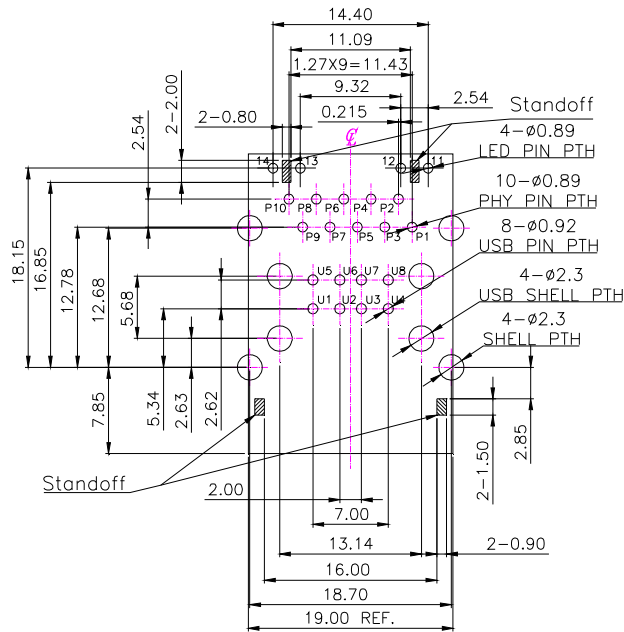 14.40
11.09
1.27X9=11.43
9.32
0.215
2.54
2-0.80
2-2.00
2.54
Standoff
4-ø0.89
LED PIN PTH
10-ø0.89
PHY PIN PTH
8-ø0.92
USB PIN PTH
4-ø2.3
USB SHELL PTH
4-ø2.3
SHELL PTH
℄
14 13 12 11
P10 P8 P6 P4 P2
P9 P7 P5 P3 P1
U5 U6 U7 U8
U1 U2 U3 U4
18.15
16.85
12.78
12.68
5.68
7.85
5.34
2.63
2.62
2.85
2-1.50
Standoff
2.00
7.00
13.14
2-0.90
16.00
18.70
19.00 REF.